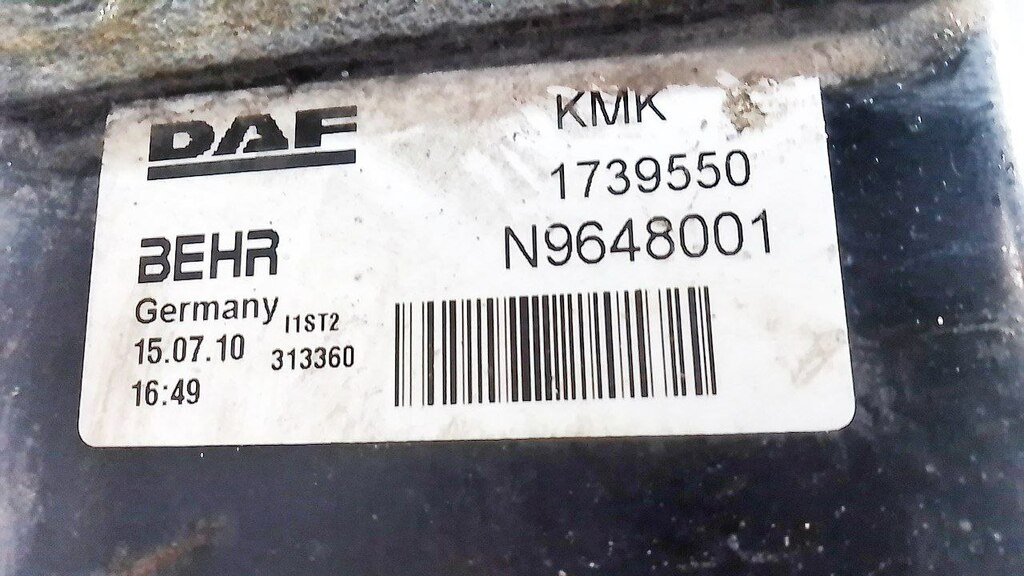 DAF
KMK
1739550
N9648001
BEHR
Germany
I1ST2
15.07.10
313360
16:49